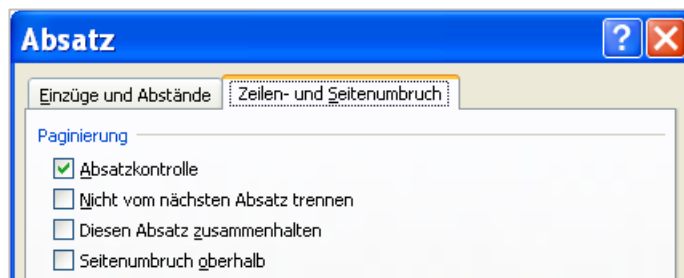 Absatz
Einzüge und Abstände Zeilen- und Seitenumbruch
Paginierung
Absatzkontrolle
Nicht vom nächsten Absatz trennen
Diesen Absatz zusammenhalten
Seitenumbruch oberhalb